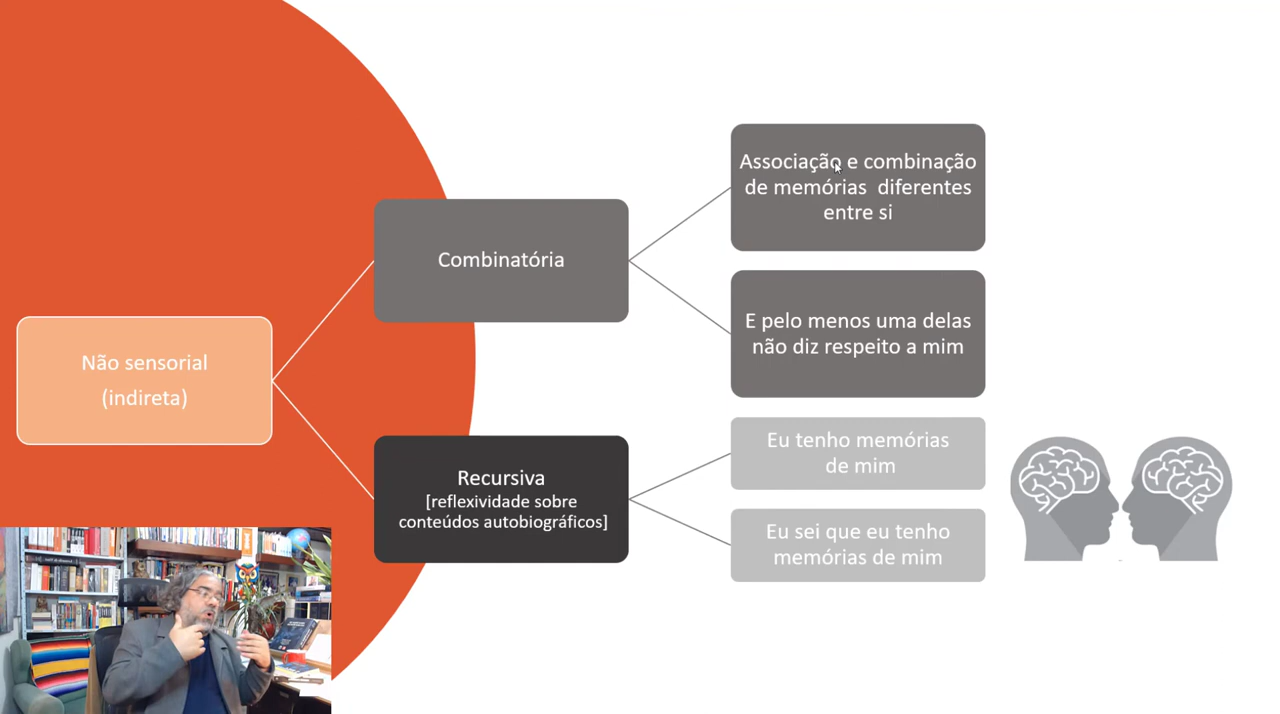 Associação e combinação
de memórias diferentes
entre si
Combinatória
E pelo menos uma delas
não diz respeito a mim
Não sensorial
(indireta)
Recursiva
[reflexividade sobre
conteúdos autobiográficos]
Eu tenho memórias
de mim
Eu sei que eu tenho
memórias de mim